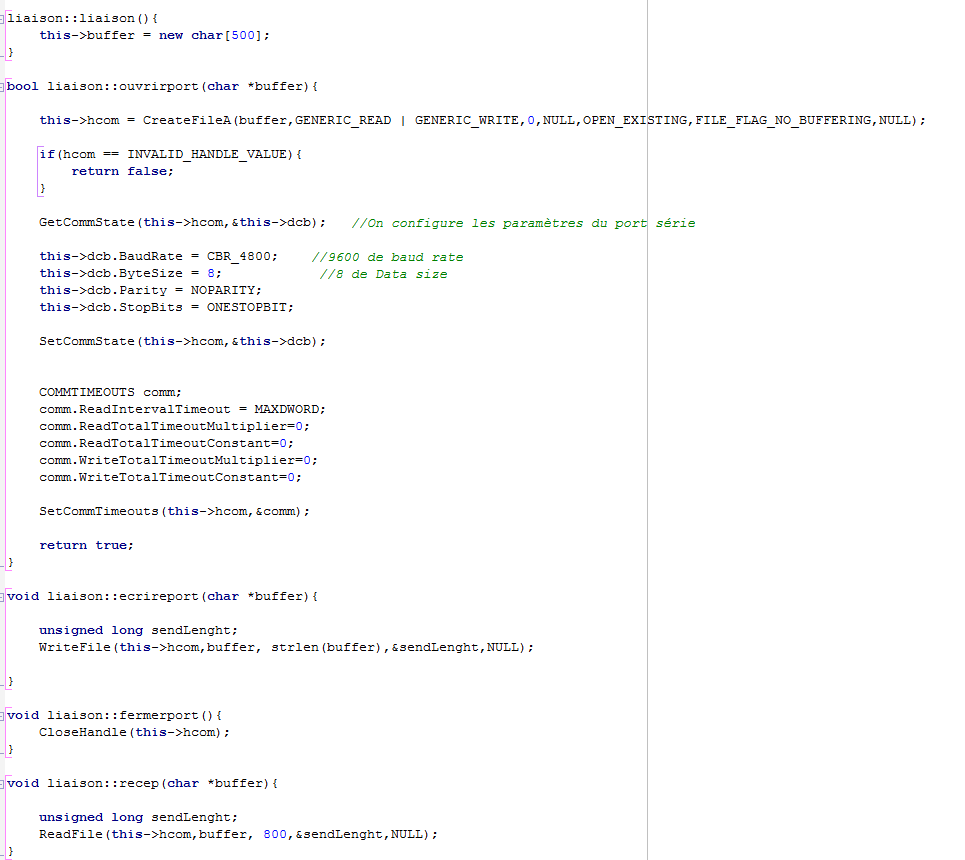 liaison::liaison(){
    this->buffer = new char[500];
}
bool liaison::ouvrirport(char *buffer){
    this->hcom = CreateFileA(buffer,GENERIC_READ | GENERIC_WRITE,0,NULL,OPEN_EXISTING,FILE_FLAG_NO_BUFFERING,NULL);
    if(hcom == INVALID_HANDLE_VALUE){
        return false;
    }
    GetCommState(this->hcom,&this->dcb);   //On configure les paramètres du port série
    this->dcb.BaudRate = CBR_4800;    //9600 de baud rate
    this->dcb.ByteSize = 8;            //8 de Data size
    this->dcb.Parity = NOPARITY;
    this->dcb.StopBits = ONESTOPBIT;
    SetCommState(this->hcom,&this->dcb);
    COMMTIMEOUTS comm;
    comm.ReadIntervalTimeout = MAXDWORD;
    comm.ReadTotalTimeoutMultiplier=0;
    comm.ReadTotalTimeoutConstant=0;
    comm.WriteTotalTimeoutMultiplier=0;
    comm.WriteTotalTimeoutConstant=0;
    SetCommTimeouts(this->hcom,&comm);
    return true;
}
void liaison::ecrireport(char *buffer){
    unsigned long sendLenght;
    WriteFile(this->hcom,buffer, strlen(buffer),&sendLenght,NULL);
}
void liaison::fermerport(){
    CloseHandle(this->hcom);
}
void liaison::recep(char *buffer){
    unsigned long sendLenght;
    ReadFile(this->hcom,buffer, 800,&sendLenght,NULL);
}